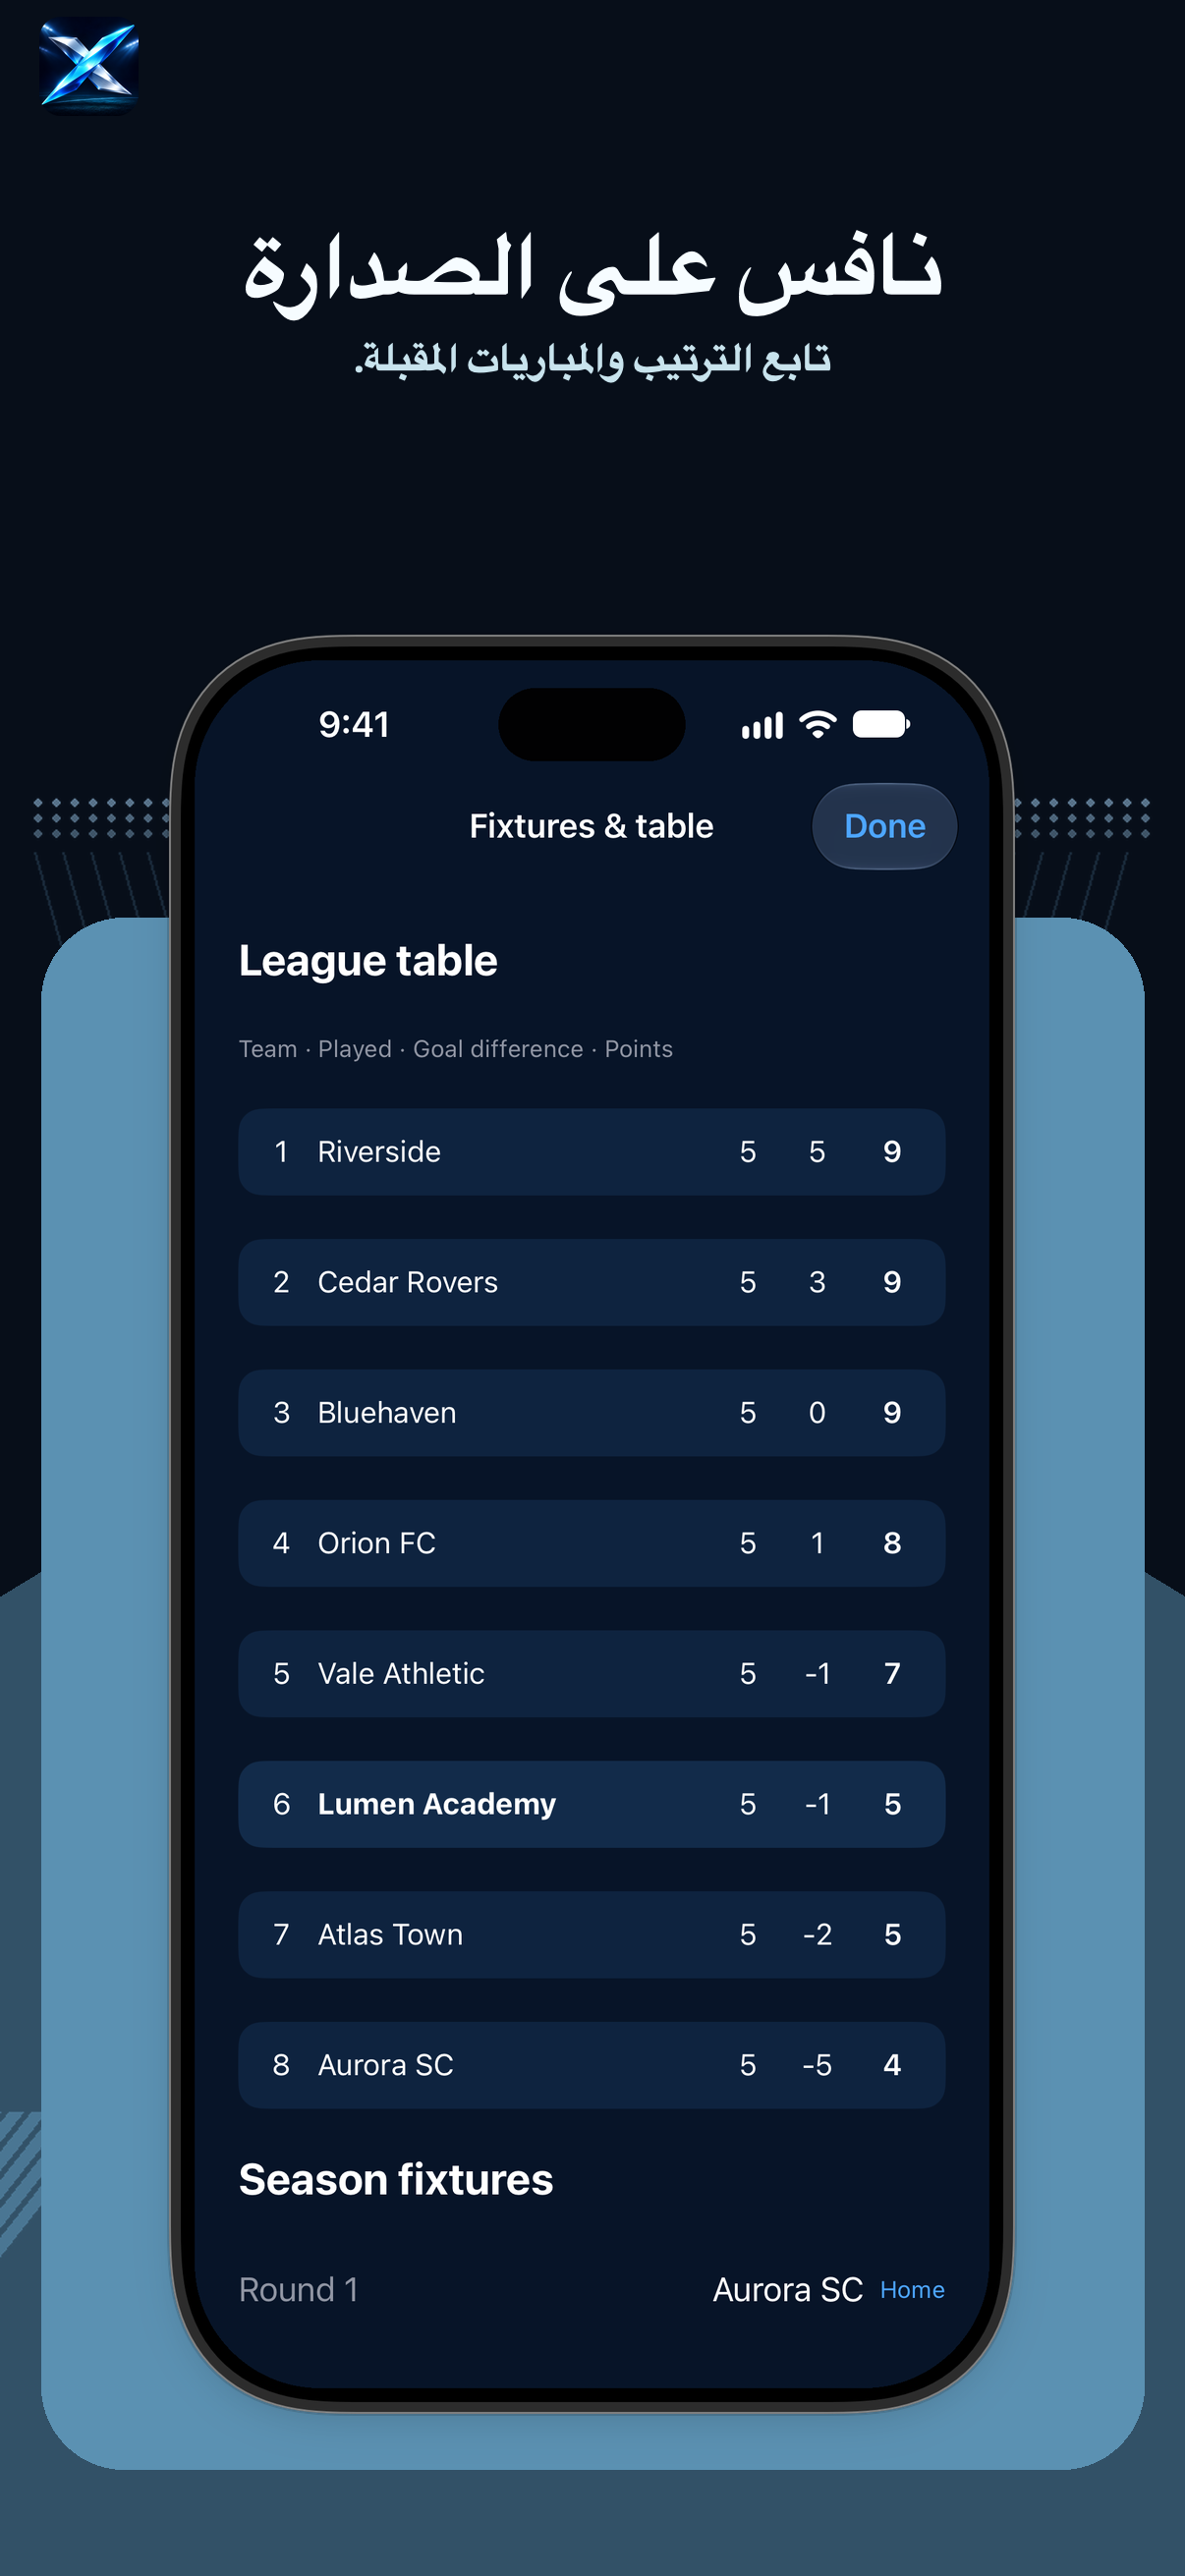 نافس على الصدارة
تابع الترتيب والمباريات المقبلة.
9:41
Fixtures & table
Done
League table
Team · Played · Goal difference · Points
1 Riverside 5 5 9
2 Cedar Rovers 5 3 9
3 Bluehaven 5 0 9
4 Orion FC 5 1 8
5 Vale Athletic 5 -1 7
6 Lumen Academy 5 -1 5
7 Atlas Town 5 -2 5
8 Aurora SC 5 -5 4
Season fixtures
Round 1 Aurora SC Home